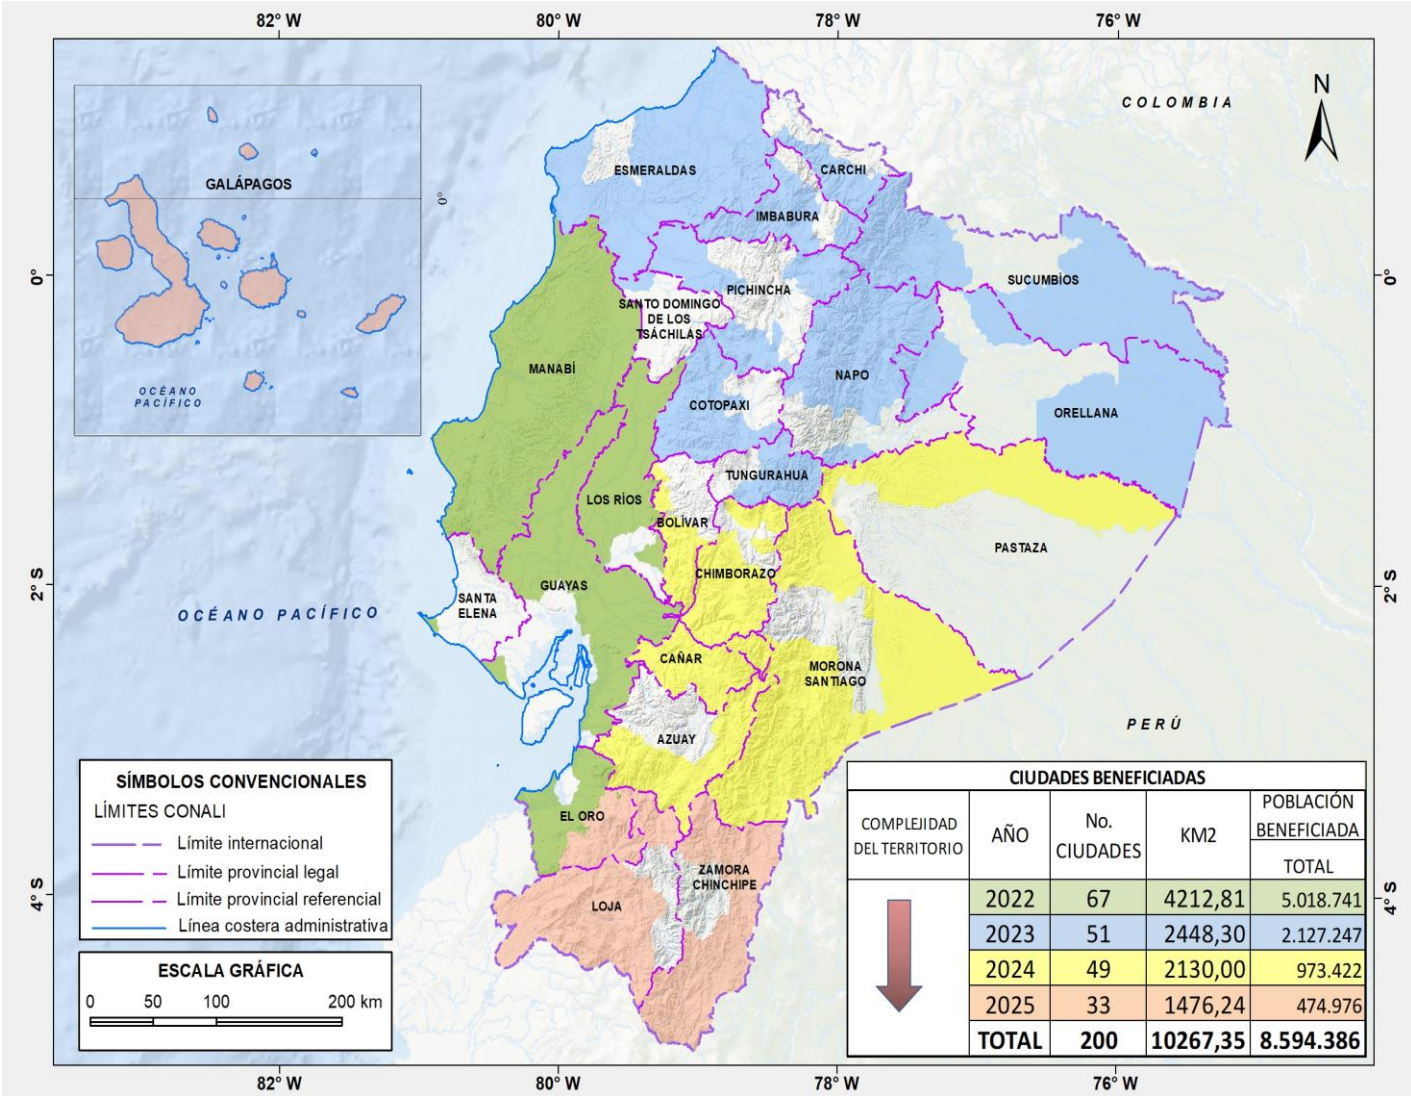 82° W
80° W
78° W
76° W
COLOMBIA
N
GALÁPAGOS
0°
OCÉANO
PACÍFICO
ESMERALDAS
CARCHI
IMBABURA
0°
0°
SUCUMBÍOS
PICHINCHA
SANTO DOMINGO
DE LOS
TSÁCHILAS
MANABÍ
NAPO
COTOPAXI
ORELLANA
TUNGURAHUA
LOS RÍOS
BOLÍVAR
PASTAZA
CHIMBORAZO
2° S
2° S
GUAYAS
SANTA
ELENA
OCÉANO PACÍFICO
CAÑAR
MORONA
SANTIAGO
AZUAY
PERÚ
EL ORO
ZAMORA
CHINCHIPE
LOJA
4° S
4° S
SÍMBOLOS CONVENCIONALES
LÍMITES CONALI
Límite internacional
Límite provincial legal
Límite provincial referencial
Línea costera administrativa
ESCALA GRÁFICA
0 50 100 200 km
CIUDADES BENEFICIADAS
COMPLEJIDAD
DEL TERRITORIO
AÑO
No.
CIUDADES
KM2
POBLACIÓN
BENEFICIADA
TOTAL
2022 67 4212,81 5.018.741
2023 51 2448,30 2.127.247
2024 49 2130,00 973.422
2025 33 1476,24 474.976
TOTAL 200 10267,35 8.594.386
82° W
80° W
78° W
76° W